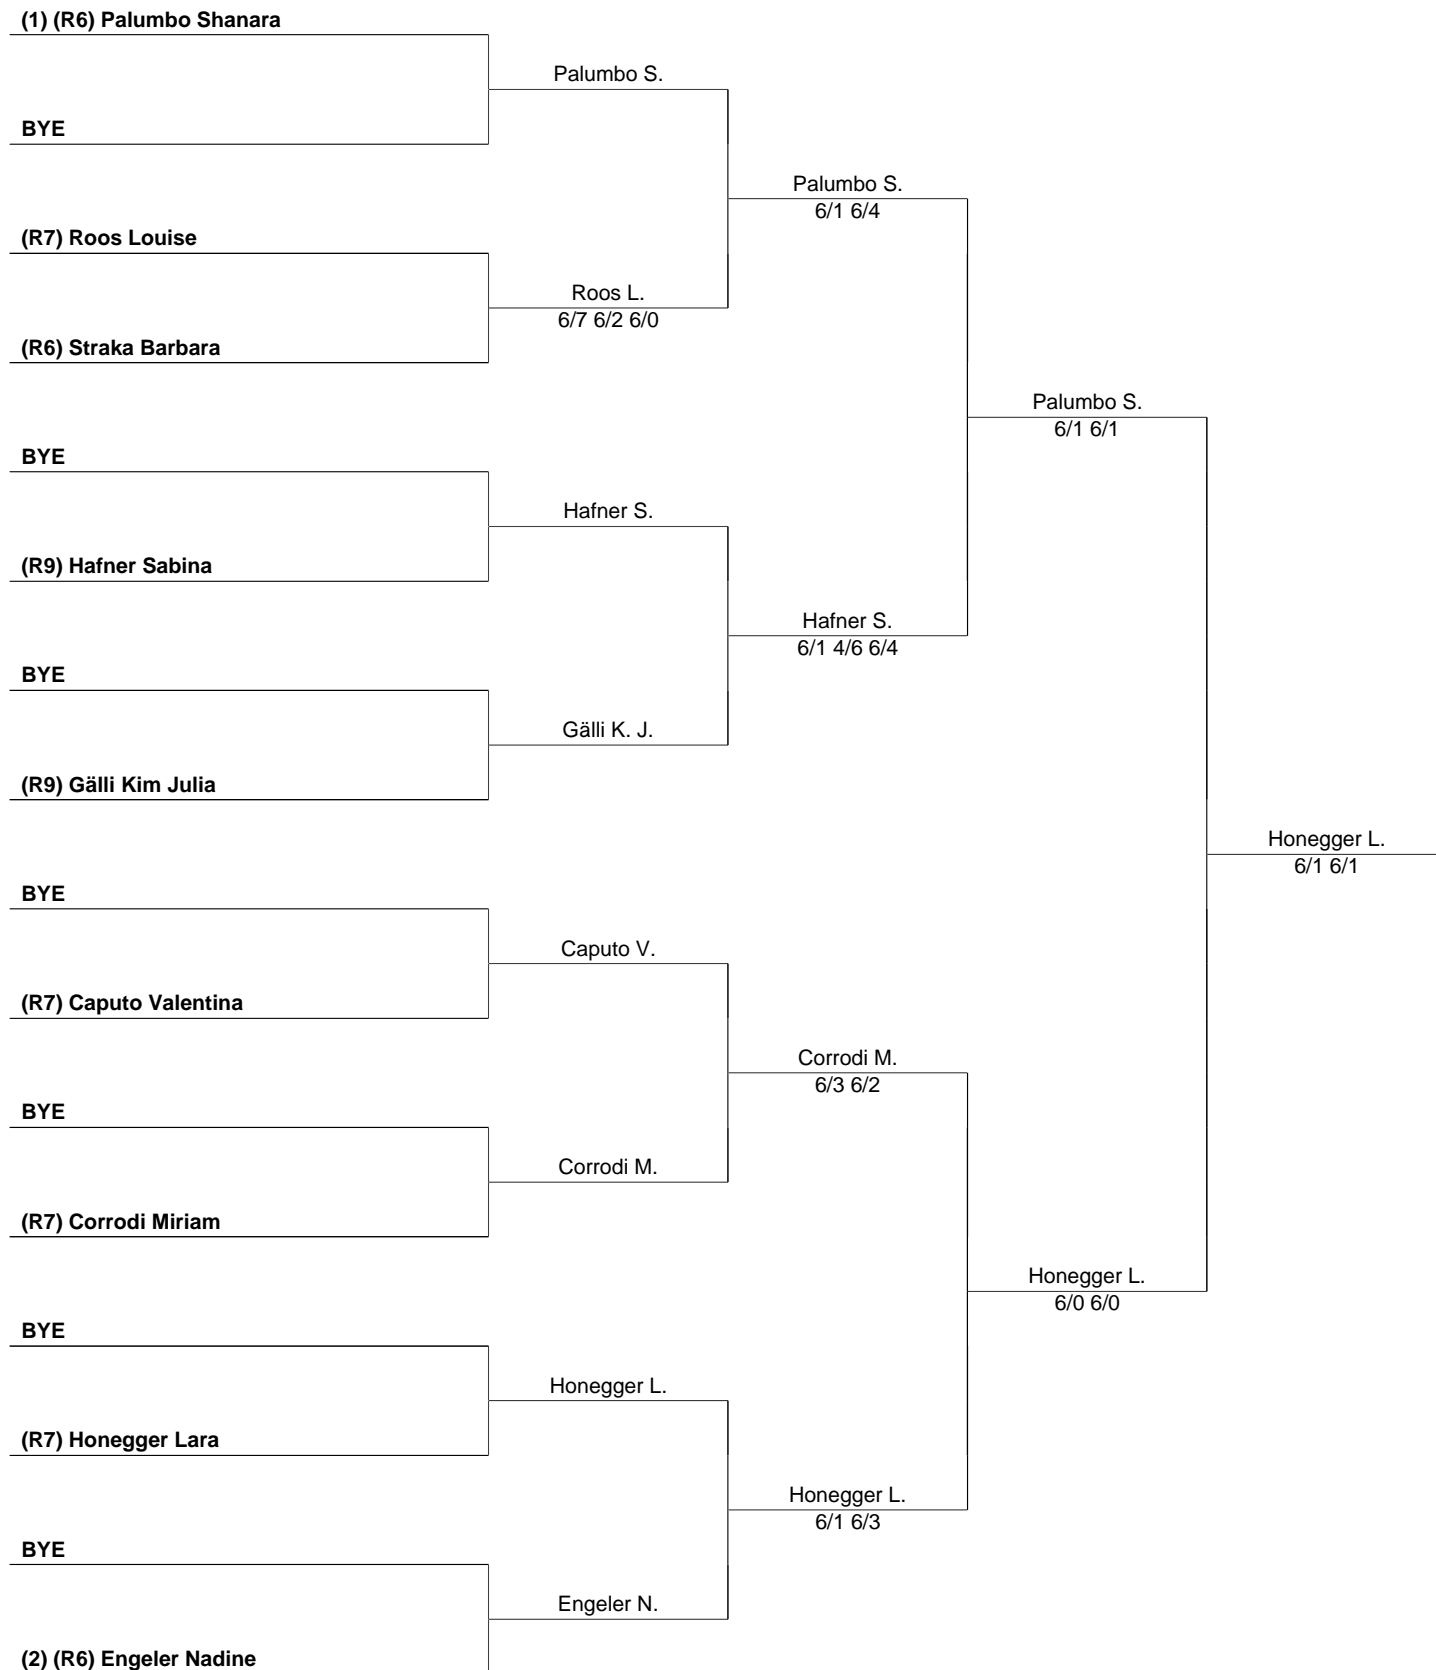 (1) (R6) Palumbo Shanara
Palumbo S.
BYE
Palumbo S.
6/1 6/4
(R7) Roos Louise
Roos L.
6/7 6/2 6/0
(R6) Straka Barbara
Palumbo S.
6/1 6/1
BYE
Hafner S.
(R9) Hafner Sabina
Hafner S.
6/1 4/6 6/4
BYE
Gälli K. J.
(R9) Gälli Kim Julia
Honegger L.
6/1 6/1
BYE
Caputo V.
(R7) Caputo Valentina
Corrodi M.
6/3 6/2
BYE
Corrodi M.
(R7) Corrodi Miriam
Honegger L.
6/0 6/0
BYE
Honegger L.
(R7) Honegger Lara
Honegger L.
6/1 6/3
BYE
Engeler N.
(2) (R6) Engeler Nadine